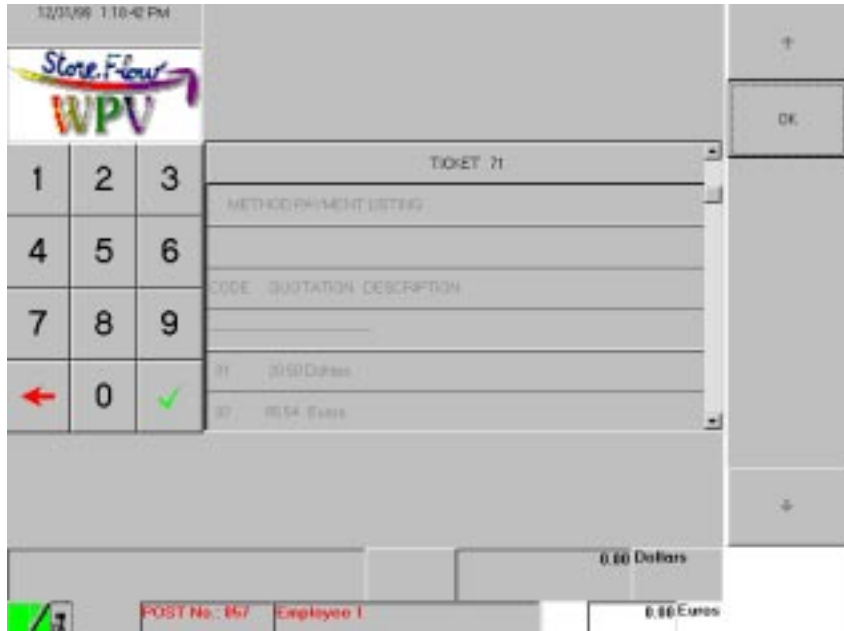 12/31/99 1:18:42 PM
Store.Flow
WPV
OK
TICKET 71
1 2 3
METHOD PAYMENT LISTING
4 5 6
CODE QUOTATION DESCRIPTION
7 8 9
01 Dollars
0
02 Euros
0.00 Dollars
POST No.: 857 Employee 1
0.00 Euros